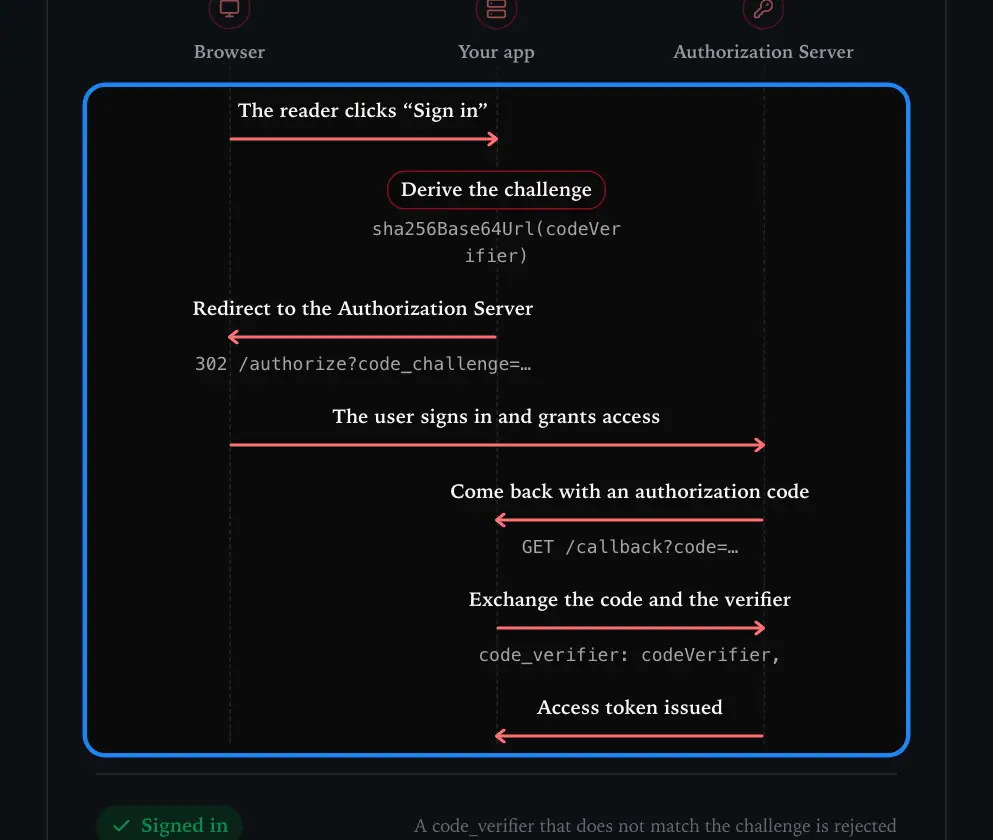 Browser
Your app
Authorization Server
The reader clicks “Sign in”
Derive the challenge
sha256Base64Url(codeVer
ifier)
Redirect to the Authorization Server
302 /authorize?code_challenge=…
The user signs in and grants access
Come back with an authorization code
GET /callback?code=…
Exchange the code and the verifier
code_verifier: codeVerifier,
Access token issued
Signed in
A code_verifier that does not match the challenge is rejected